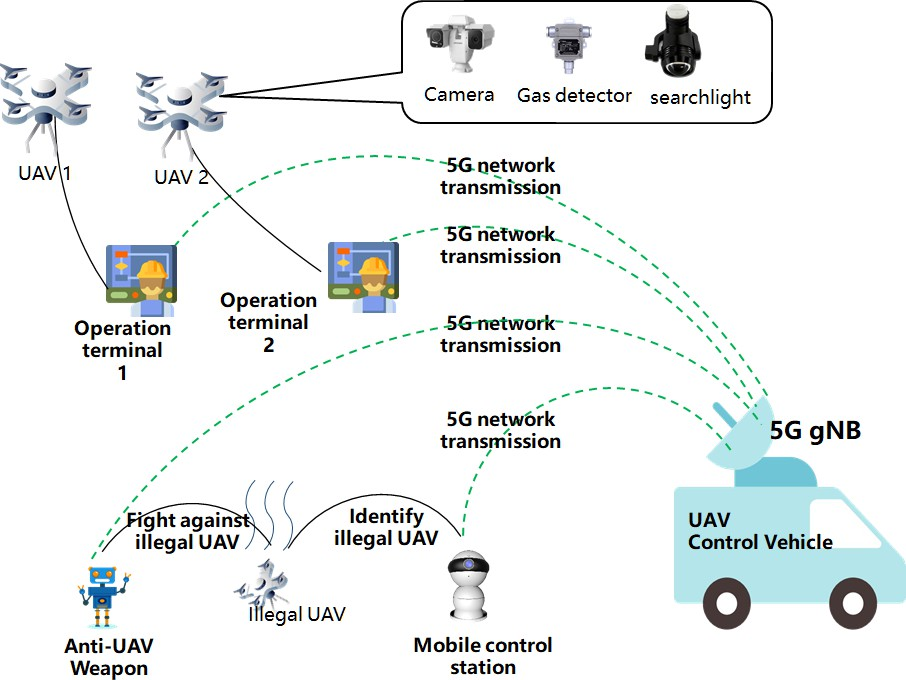 Camera
Gas detector
searchlight
UAV 1
UAV 2
5G network
transmission
5G network
transmission
Operation
terminal
1
Operation
terminal
2
5G network
transmission
5G network
transmission
5G gNB
UAV
Control Vehicle
Fight against
illegal UAV
Identify
illegal UAV
Illegal UAV
Anti-UAV
Weapon
Mobile control
station